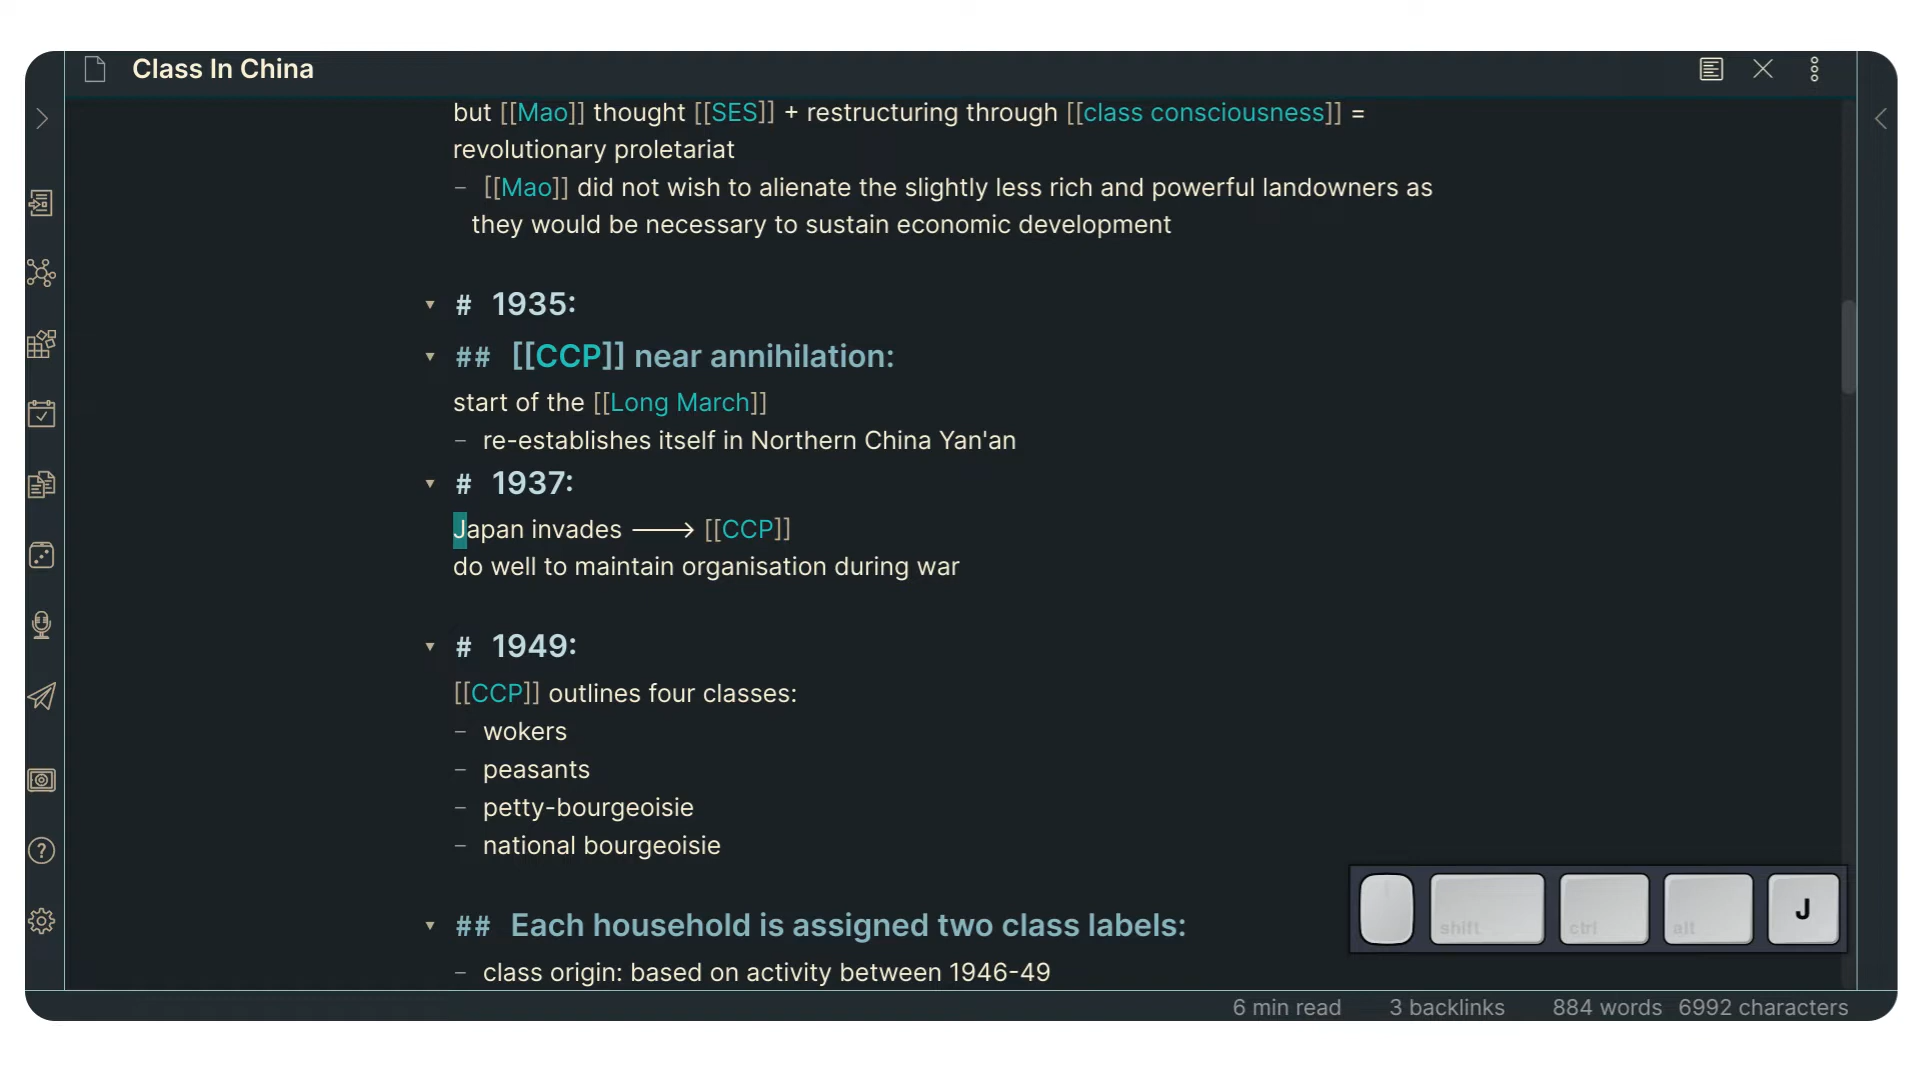 Class In China
but [[Mao]] thought [[SES]] + restructuring through [[class consciousness]] =
revolutionary proletariat
– [[Mao]] did not wish to alienate the slightly less rich and powerful landowners as
they would be necessary to sustain economic development
# 1935:
## [[CCP]] near annihilation:
start of the [[Long March]]
– re-establishes itself in Northern China Yan'an
# 1937:
Japan invades ⟶ [[CCP]]
do well to maintain organisation during war
# 1949:
[[CCP]] outlines four classes:
– wokers
– peasants
– petty-bourgeoisie
– national bourgeoisie
## Each household is assigned two class labels:
– class origin: based on activity between 1946-49
shift ctrl alt J
6 min read 3 backlinks 884 words 6992 characters